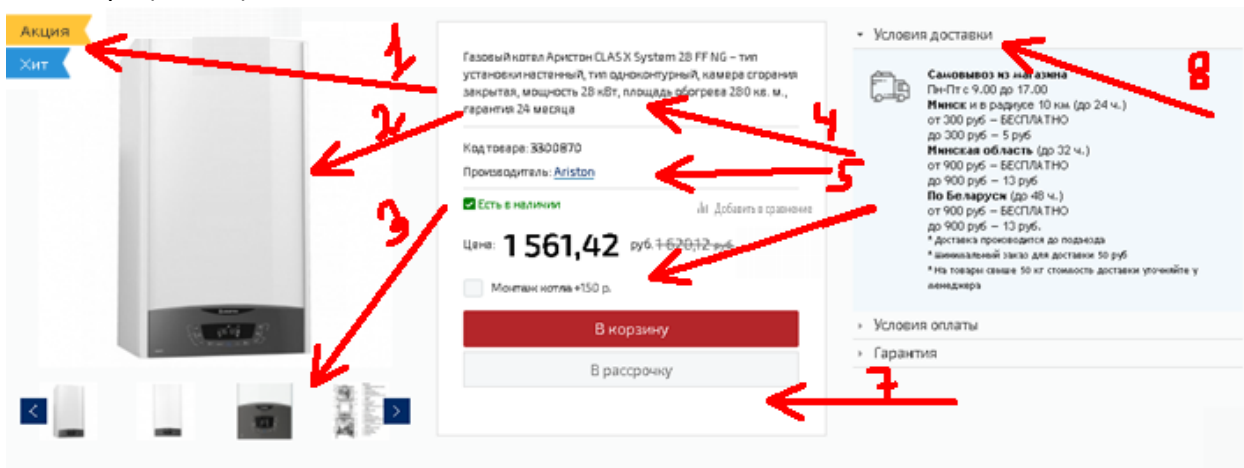 Акция
Хит
1
2
3
Газовый котел Аристон CLAS X System 28 FF NG – тип
установки настенный, тип одноконтурный, камера сгорания
закрытая, мощность 28 кВт, площадь обогрева 280 кв. м.,
гарантия 24 месяца
Код товара: 3300870
Производитель: Ariston
Есть в наличии
Добавить в сравнение
Цена: 1 561,42 руб. 1 620,12 руб.
Монтаж котла +150 р.
В корзину
В рассрочку
4
5
7
Условия доставки
8
Самовывоз из магазина
Пн-Пт с 9.00 до 17.00
Минск и в радиусе 10 км (до 24 ч.)
от 300 руб – БЕСПЛАТНО
до 300 руб – 5 руб
Минская область (до 32 ч.)
от 900 руб – БЕСПЛАТНО
до 900 руб – 13 руб
По Беларуси (до 48 ч.)
от 900 руб – БЕСПЛАТНО
до 900 руб – 13 руб.
* Доставка производится до подъезда
* Минимальный заказ для доставки 50 руб
* На товары свыше 50 кг стоимость доставки уточняйте у
менеджера
Условия оплаты
Гарантия